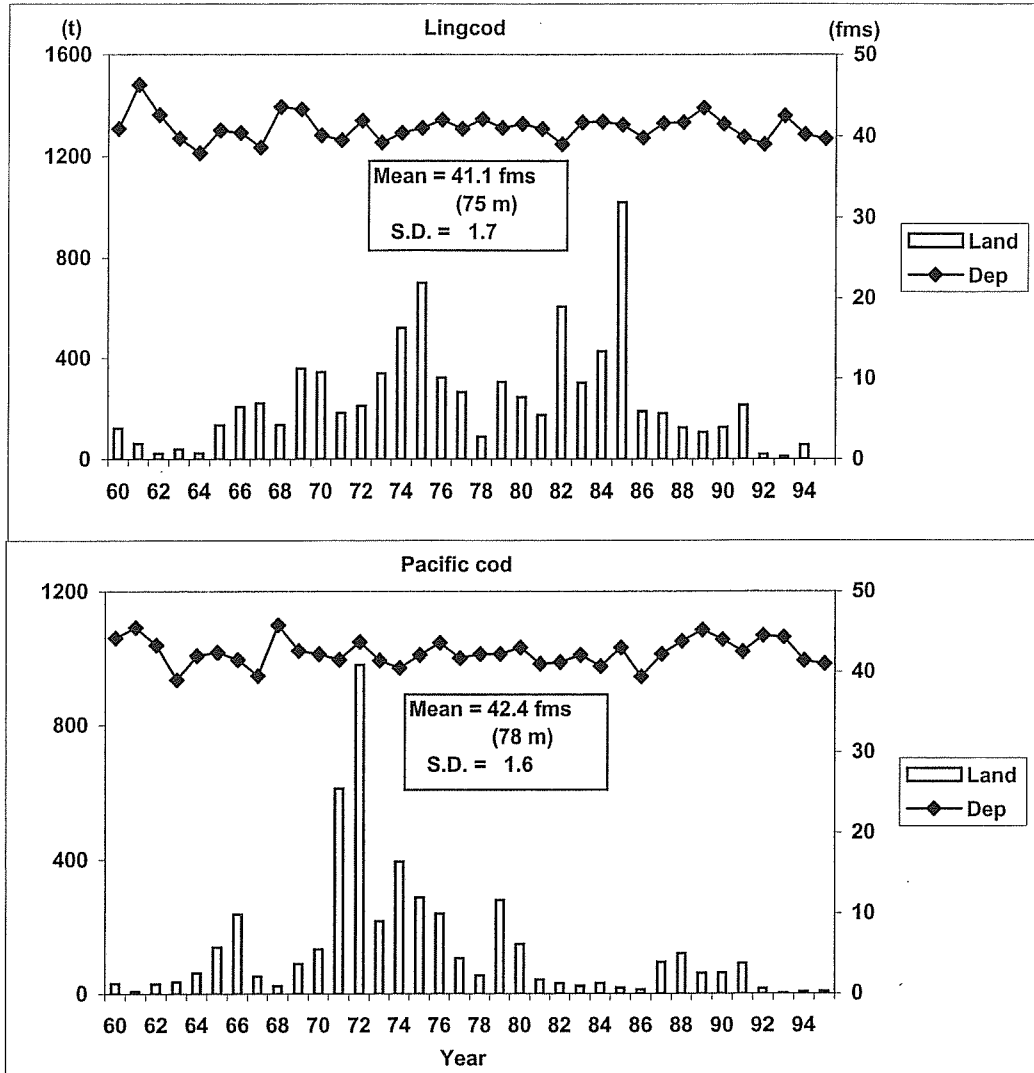 (t) Lingcod (fms)
1600
1200
800
400
0
50
40
30
20
10
0
Mean = 41.1 fms
(75 m)
S.D. = 1.7
Land
Dep
60 62 64 66 68 70 72 74 76 78 80 82 84 86 88 90 92 94
Pacific cod
1200
800
400
0
50
40
30
20
10
0
Mean = 42.4 fms
(78 m)
S.D. = 1.6
Land
Dep
60 62 64 66 68 70 72 74 76 78 80 82 84 86 88 90 92 94
Year